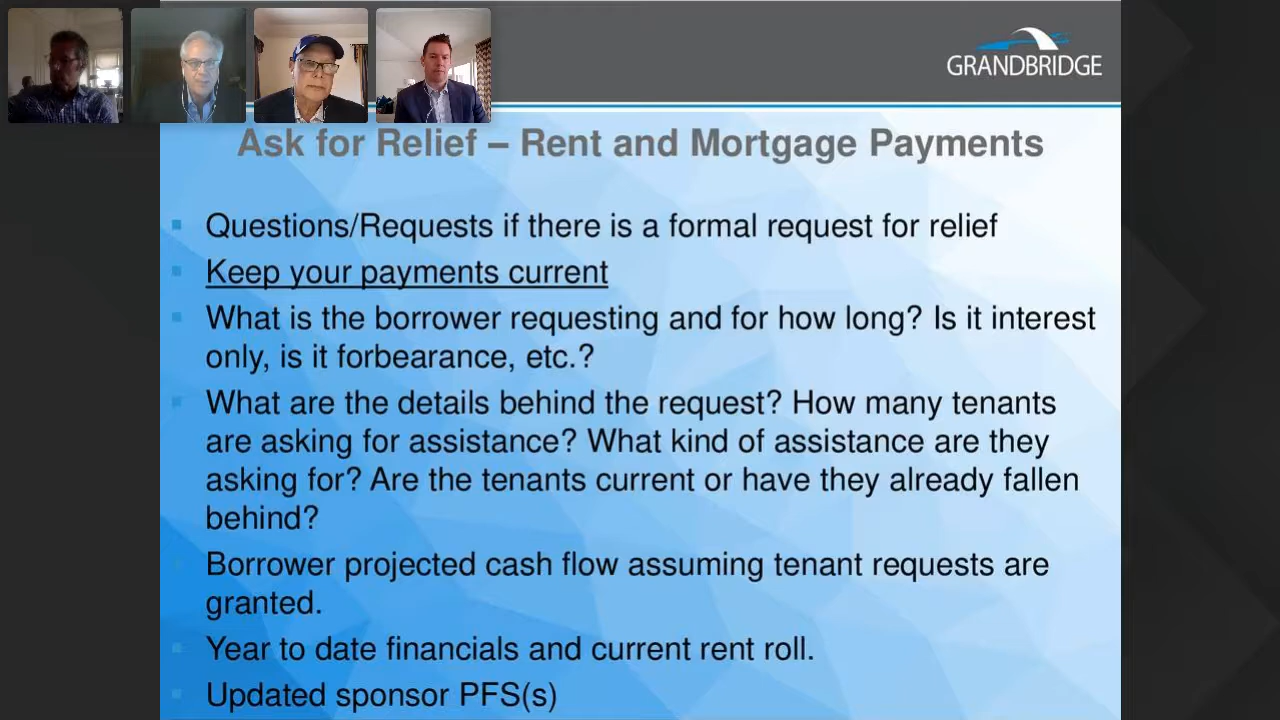 GRANDBRIDGE
Ask for Relief – Rent and Mortgage Payments
Questions/Requests if there is a formal request for relief
Keep your payments current
What is the borrower requesting and for how long? Is it interest
only, is it forbearance, etc.?
What are the details behind the request? How many tenants
are asking for assistance? What kind of assistance are they
asking for? Are the tenants current or have they already fallen
behind?
Borrower projected cash flow assuming tenant requests are
granted.
Year to date financials and current rent roll.
Updated sponsor PFS(s)